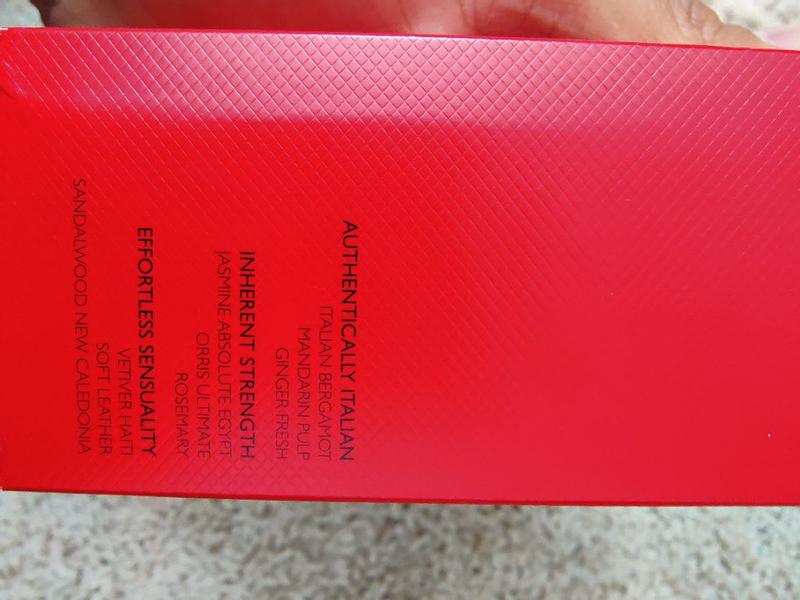 AUTHENTICALLY ITALIAN
ITALIAN BERGAMOT
MANDARIN PULP
GINGER FRESH
INHERENT STRENGTH
JASMINE ABSOLUTE EGYPT
ORRIS ULTIMATE
ROSEMARY
EFFORTLESS SENSUALITY
VETIVER HAITI
SOFT LEATHER
SANDALWOOD NEW CALEDONIA